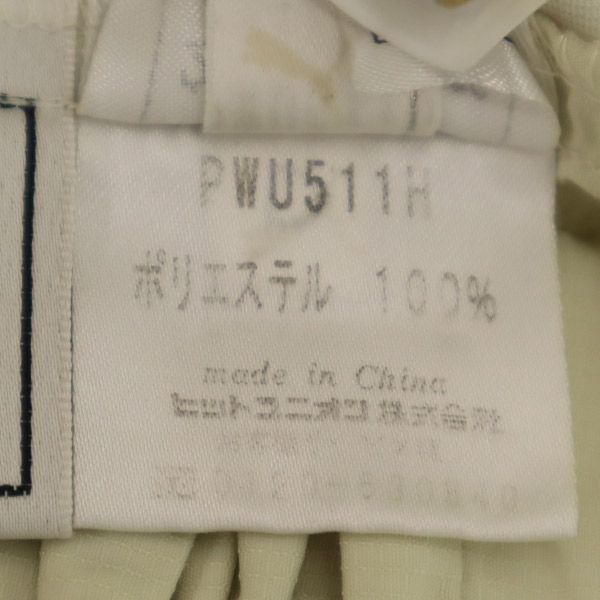 PWU511H
ポリエステル 100%
made in China
ヒットユニオン株式会社